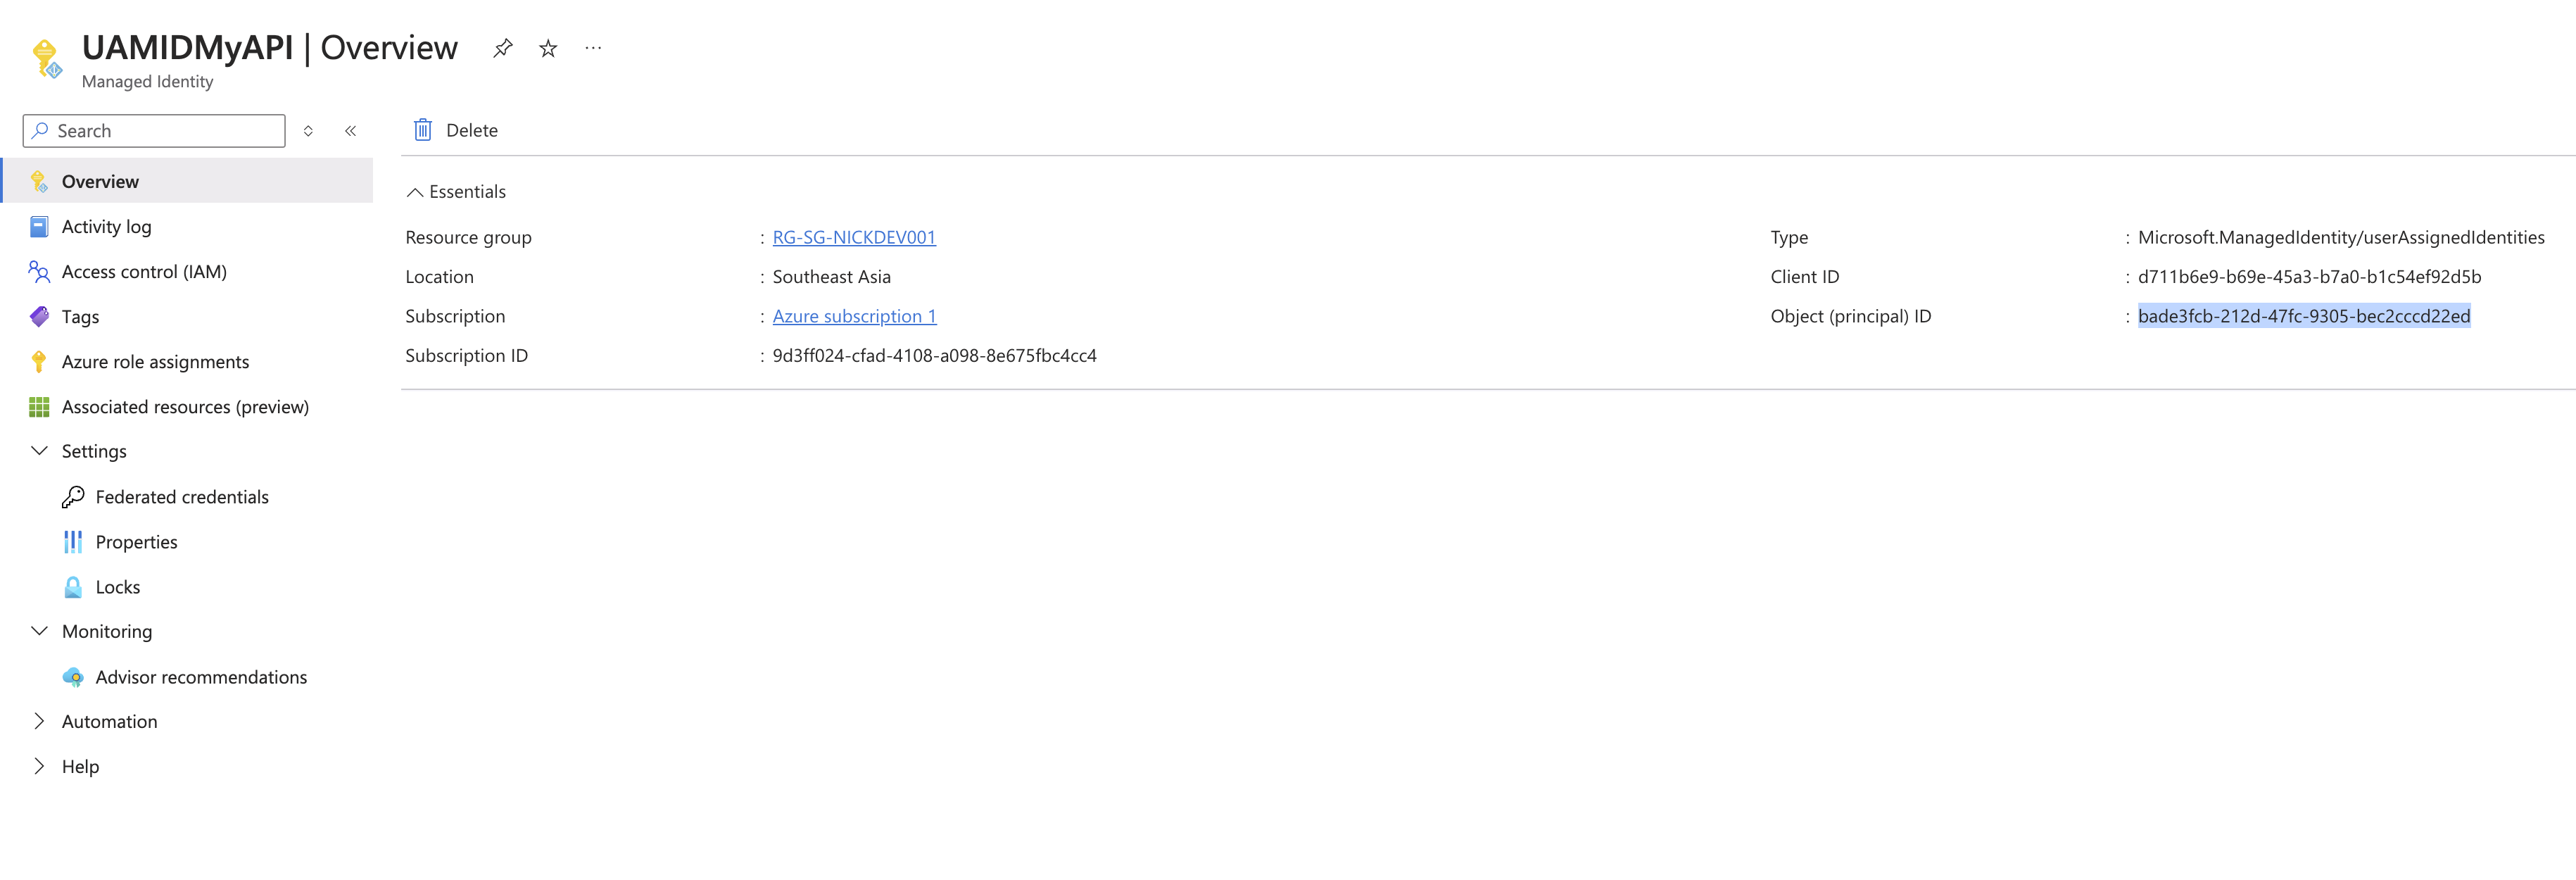 UAMIDMyAPI | Overview
Managed Identity
Search
Delete
Overview
Activity log
Access control (IAM)
Tags
Azure role assignments
Associated resources (preview)
Settings
Federated credentials
Properties
Locks
Monitoring
Advisor recommendations
Automation
Help
Essentials
Resource group : RG-SG-NICKDEV001
Location : Southeast Asia
Subscription : Azure subscription 1
Subscription ID : 9d3ff024-cfad-4108-a098-8e675fbc4cc4
Type : Microsoft.ManagedIdentity/userAssignedIdentities
Client ID : d711b6e9-b69e-45a3-b7a0-b1c54ef92d5b
Object (principal) ID : bade3fcb-212d-47fc-9305-bec2cccd22ed